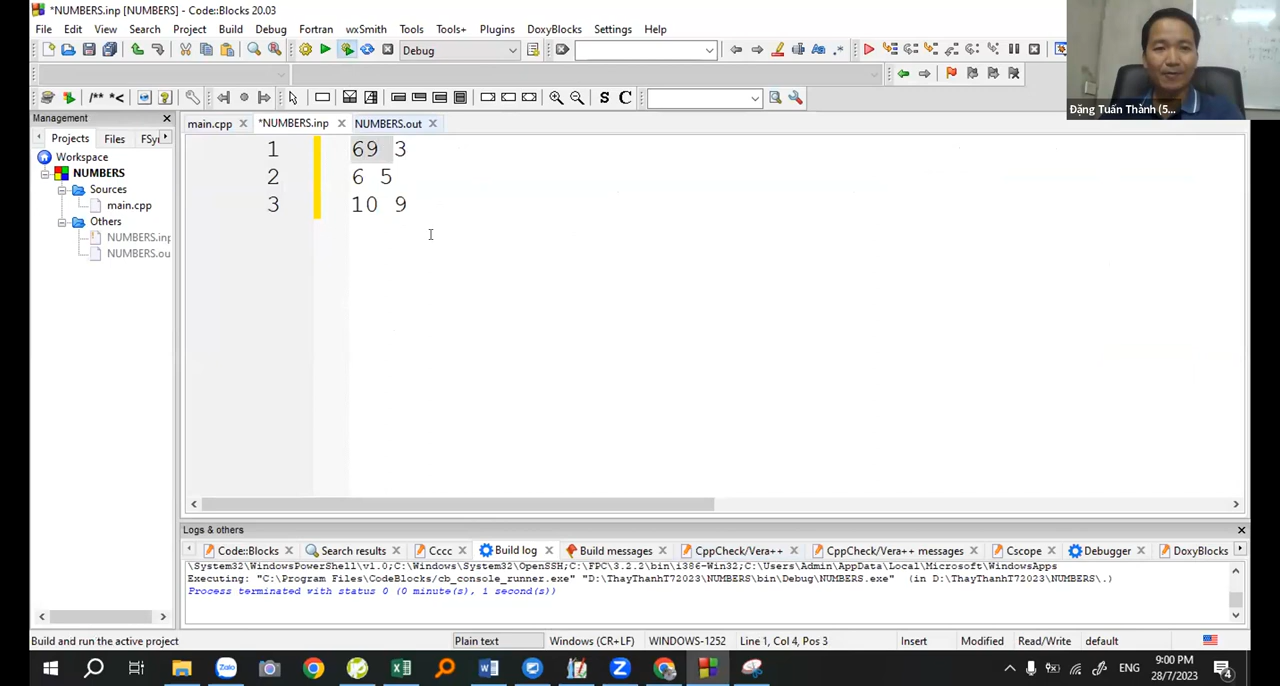 *NUMBERS.inp [NUMBERS] - Code::Blocks 20.03
File Edit View Search Project Build Debug Fortran wxSmith Tools Tools+ Plugins DoxyBlocks Settings Help
Debug
/** *<
S C
Management
Projects Files FSy
main.cpp *NUMBERS.inp NUMBERS.out
Workspace
NUMBERS
Sources
main.cpp
Others
NUMBERS.inp
NUMBERS.ou
1 69 3
2 6 5
3 10 9
Đặng Tuấn Thành (5...
Logs & others
Code::Blocks Search results Cccc Build log Build messages CppCheck/Vera++ CppCheck/Vera++ messages Cscope Debugger DoxyBlocks
\System32\WindowsPowerShell\v1.0;C:\Windows\System32\OpenSSH;C:\FPC\3.2.2\bin\i386-Win32;C:\Users\Admin\AppData\Local\Microsoft\WindowsApps
Executing: "C:\Program Files\CodeBlocks/cb_console_runner.exe" "D:\ThayThanhT72023\NUMBERS\bin\Debug\NUMBERS.exe" (in D:\ThayThanhT72023\NUMBERS\.)
Process terminated with status 0 (0 minute(s), 1 second(s))
Build and run the active project Plain text Windows (CR+LF) WINDOWS-1252 Line 1, Col 4, Pos 3 Insert Modified Read/Write default
Zalo
ENG
9:00 PM
28/7/2023
4